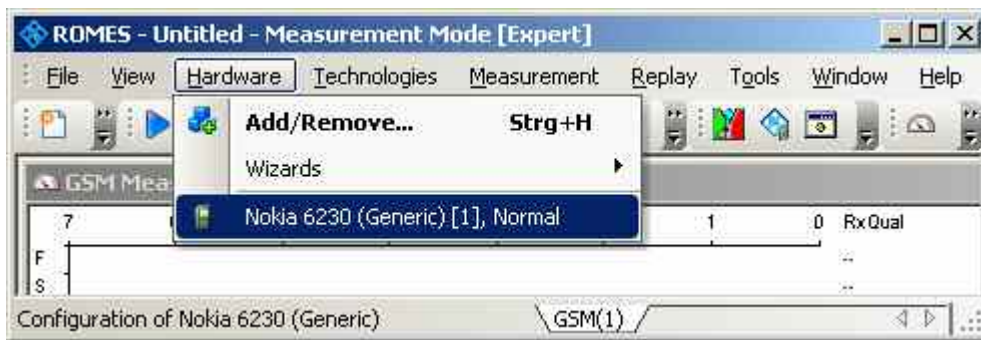 ROMES - Untitled - Measurement Mode [Expert]
File View Hardware Technologies Measurement Replay Tools Window Help
Add/Remove... Strg+H
Wizards
GSM Mea
Nokia 6230 (Generic) [1], Normal
7 1 0 RxQual
F --
S --
Configuration of Nokia 6230 (Generic) GSM(1)